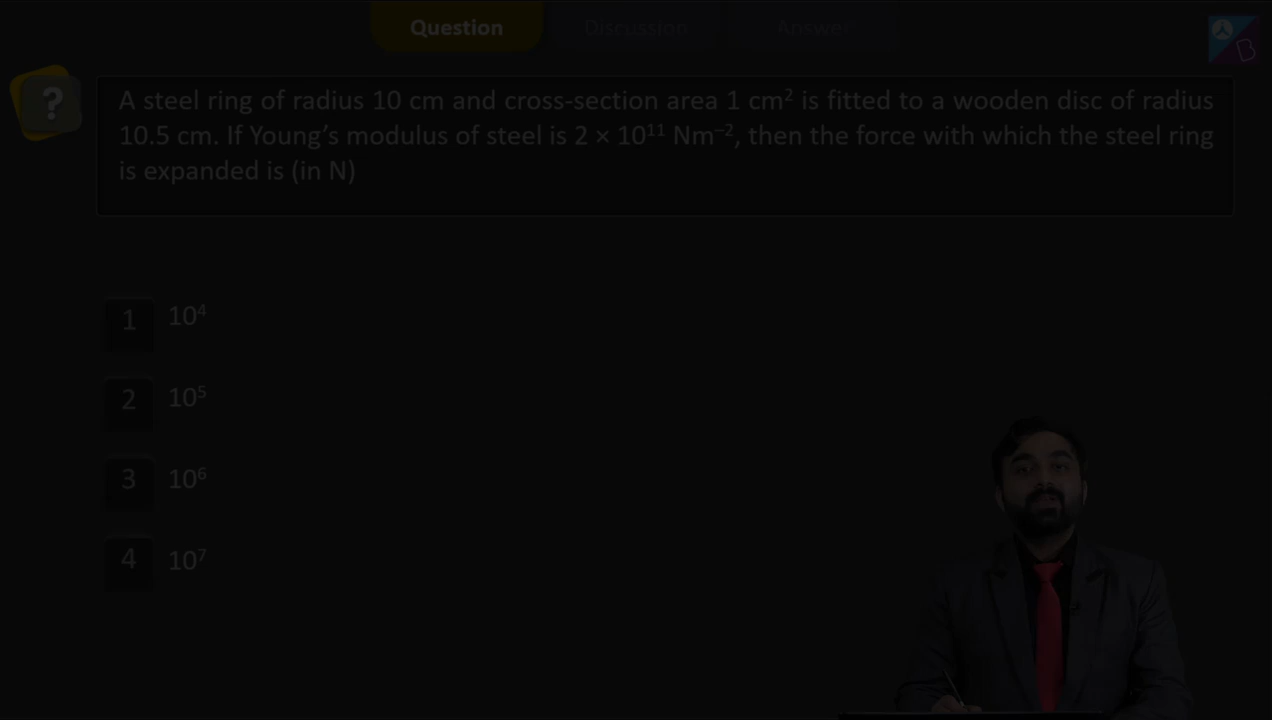 Question
Discussion
Answer
A steel ring of radius 10 cm and cross-section area 1 cm² is fitted to a wooden disc of radius
10.5 cm. If Young’s modulus of steel is 2 × 10¹¹ Nm⁻², then the force with which the steel ring
is expanded is (in N)
1 10⁴
2 10⁵
3 10⁶
4 10⁷